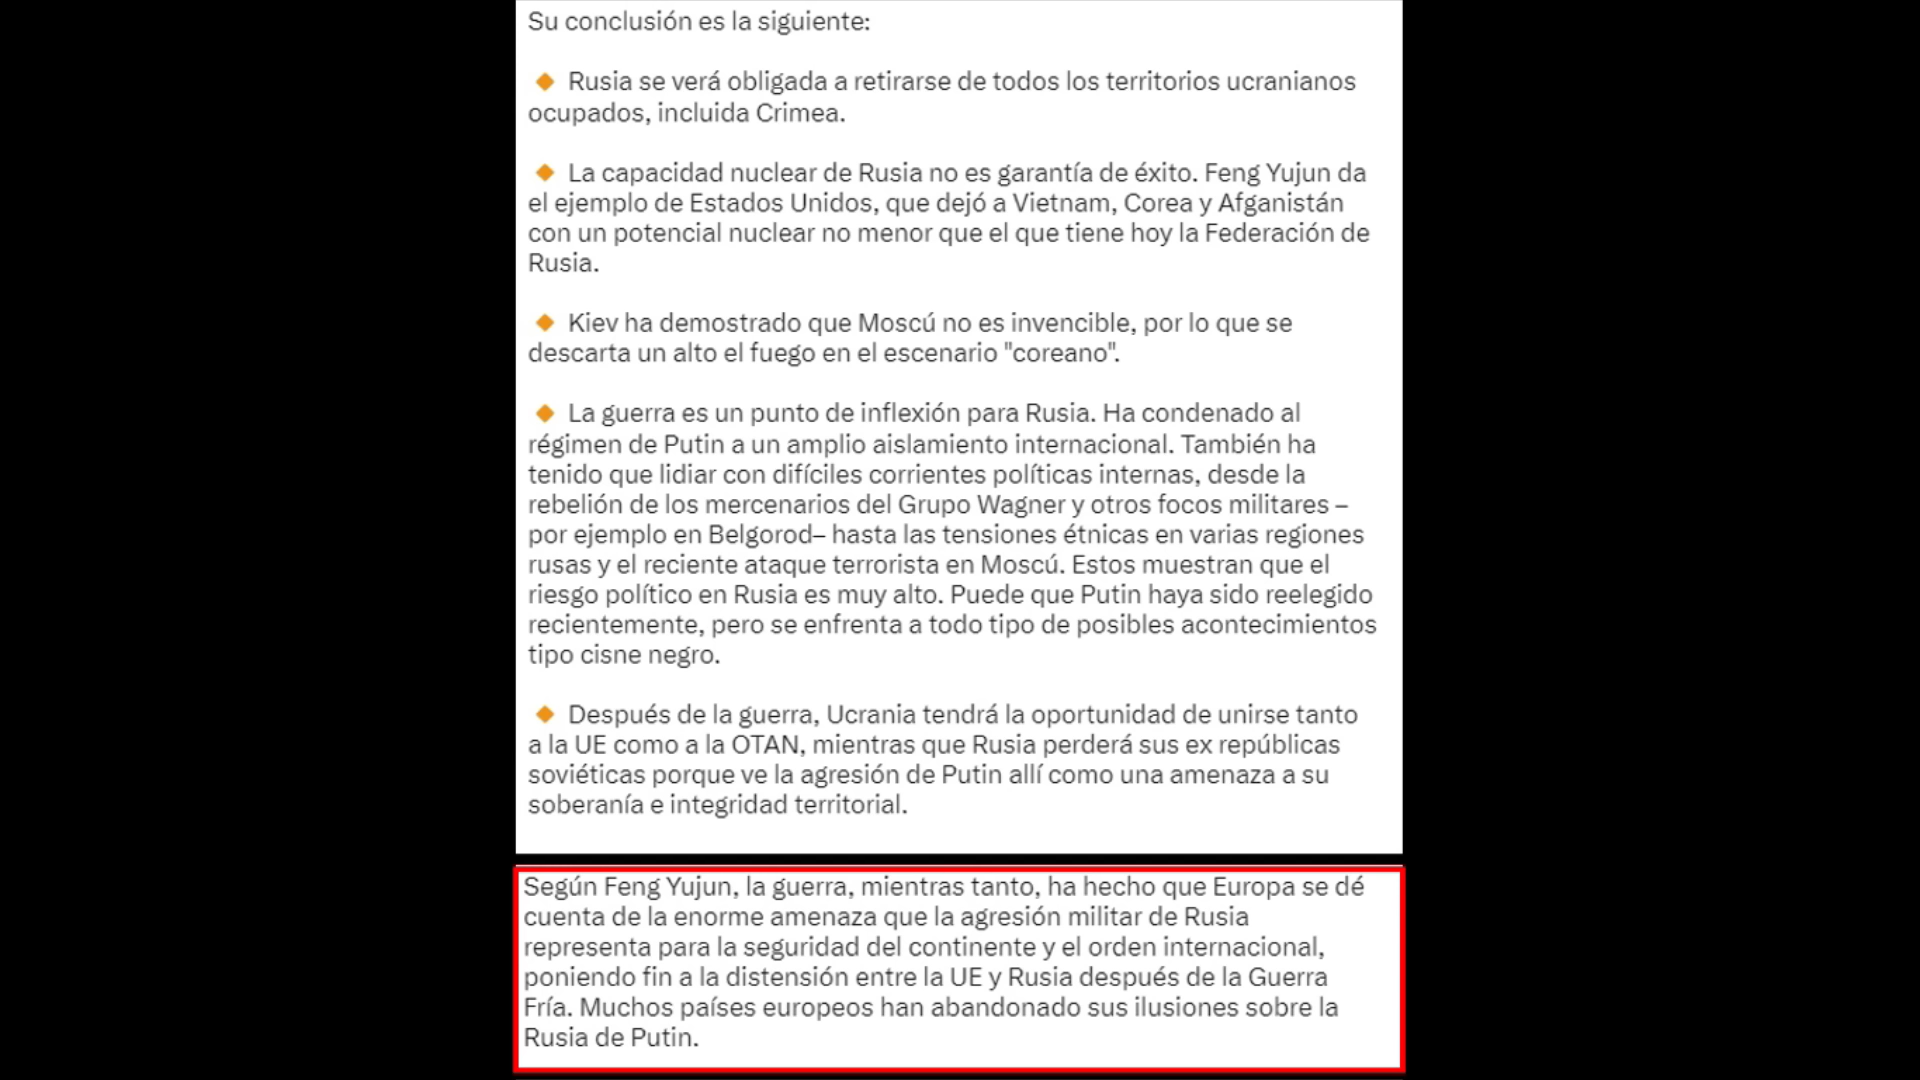 Su conclusión es la siguiente:
🔸 Rusia se verá obligada a retirarse de todos los territorios ucranianos
ocupados, incluida Crimea.
🔸 La capacidad nuclear de Rusia no es garantía de éxito. Feng Yujun da
el ejemplo de Estados Unidos, que dejó a Vietnam, Corea y Afganistán
con un potencial nuclear no menor que el que tiene hoy la Federación de
Rusia.
🔸 Kiev ha demostrado que Moscú no es invencible, por lo que se
descarta un alto el fuego en el escenario "coreano".
🔸 La guerra es un punto de inflexión para Rusia. Ha condenado al
régimen de Putin a un amplio aislamiento internacional. También ha
tenido que lidiar con difíciles corrientes políticas internas, desde la
rebelión de los mercenarios del Grupo Wagner y otros focos militares –
por ejemplo en Belgorod– hasta las tensiones étnicas en varias regiones
rusas y el reciente ataque terrorista en Moscú. Estos muestran que el
riesgo político en Rusia es muy alto. Puede que Putin haya sido reelegido
recientemente, pero se enfrenta a todo tipo de posibles acontecimientos
tipo cisne negro.
🔸 Después de la guerra, Ucrania tendrá la oportunidad de unirse tanto
a la UE como a la OTAN, mientras que Rusia perderá sus ex repúblicas
soviéticas porque ve la agresión de Putin allí como una amenaza a su
soberanía e integridad territorial.
Según Feng Yujun, la guerra, mientras tanto, ha hecho que Europa se dé
cuenta de la enorme amenaza que la agresión militar de Rusia
representa para la seguridad del continente y el orden internacional,
poniendo fin a la distensión entre la UE y Rusia después de la Guerra
Fría. Muchos países europeos han abandonado sus ilusiones sobre la
Rusia de Putin.